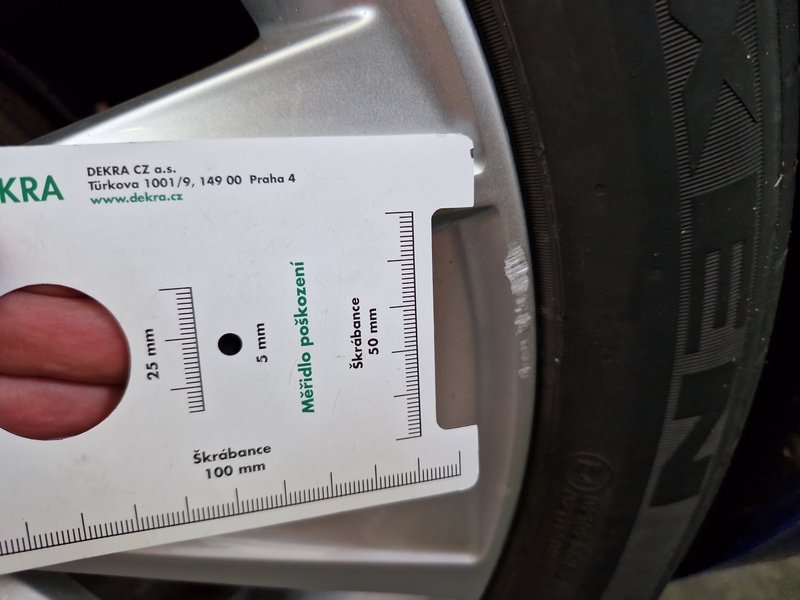 KRA
DEKRA CZ a.s.
Türkova 1001/9, 149 00 Praha 4
www.dekra.cz
25 mm
5 mm
Měřidlo poškození
Škrábance
50 mm
Škrábance
100 mm